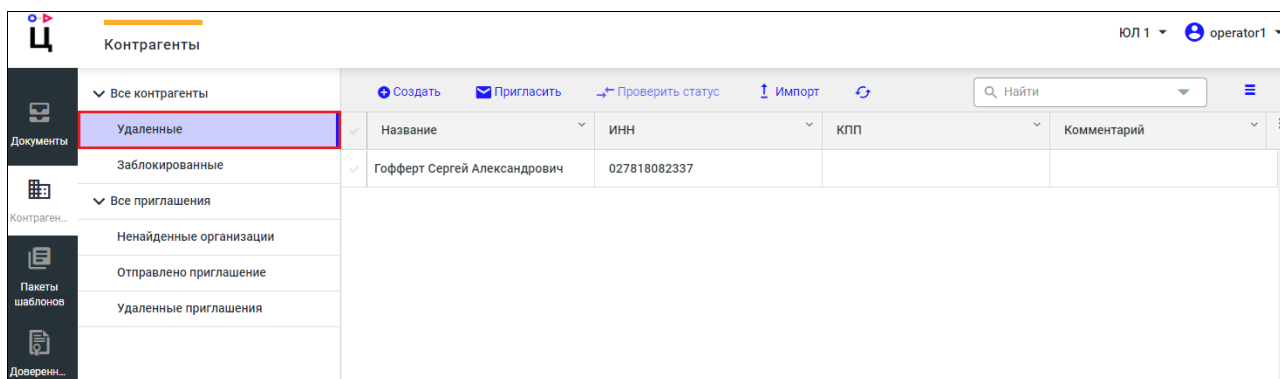 Ц
Контрагенты
ЮЛ 1
operator1
Документы
Контраген...
Пакеты
шаблонов
Доверенн...
Все контрагенты
Удаленные
Заблокированные
Все приглашения
Ненайденные организации
Отправлено приглашение
Удаленные приглашения
Создать Пригласить Проверить статус Импорт Найти
Название ИНН КПП Комментарий
Гофферт Сергей Александрович 027818082337